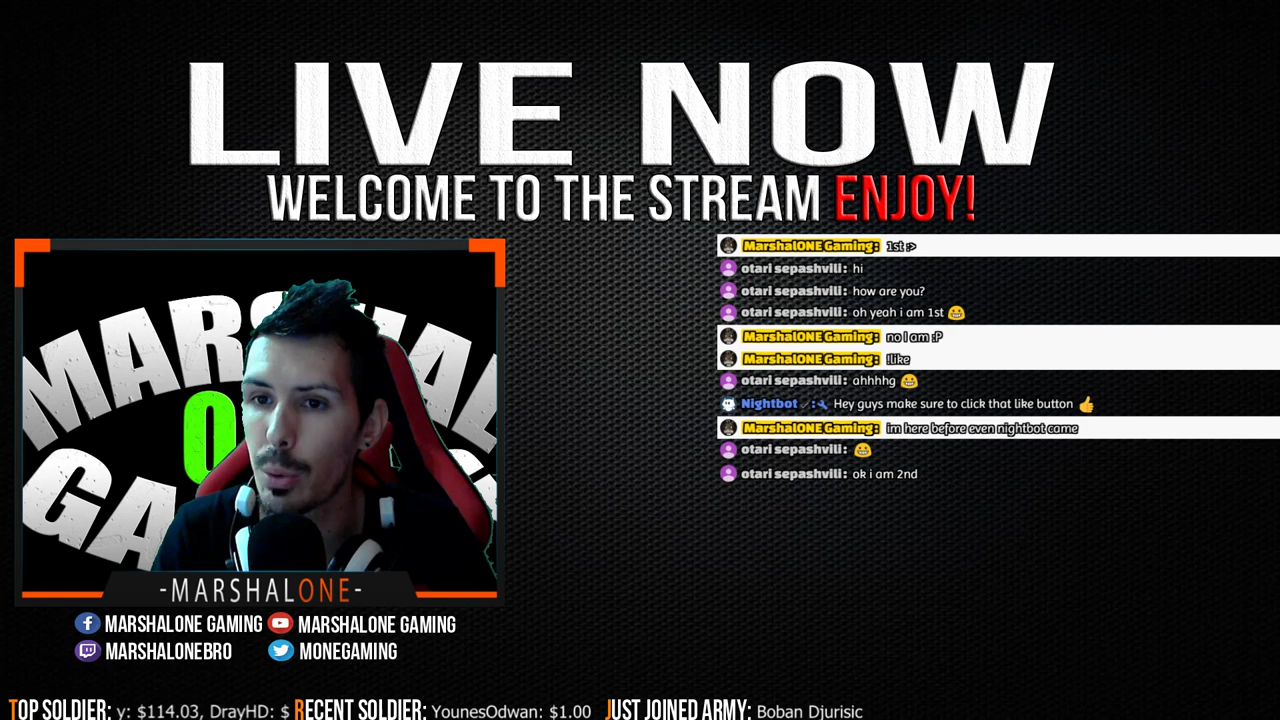 LIVE NOW
WELCOME TO THE STREAM ENJOY!
MarshalONE Gaming: 1st :>
otari sepashvili: hi
otari sepashvili: how are you?
otari sepashvili: oh yeah i am 1st 😀
MarshalONE Gaming: no I am :P
MarshalONE Gaming: !like
otari sepashvili: ahhhhg 😀
Nightbot ✓:🔧 Hey guys make sure to click that like button 👍
MarshalONE Gaming: im here before even nightbot came
otari sepashvili: 😀
otari sepashvili: ok i am 2nd
MARSHAL
O
GA
-MARSHALONE-
MARSHALONE GAMING MARSHALONE GAMING
MARSHALONEBRO MONEGAMING
TOP SOLDIER: y: $114.03, DrayHD: $ RECENT SOLDIER: YounesOdwan: $1.00 JUST JOINED ARMY: Boban Djurisic